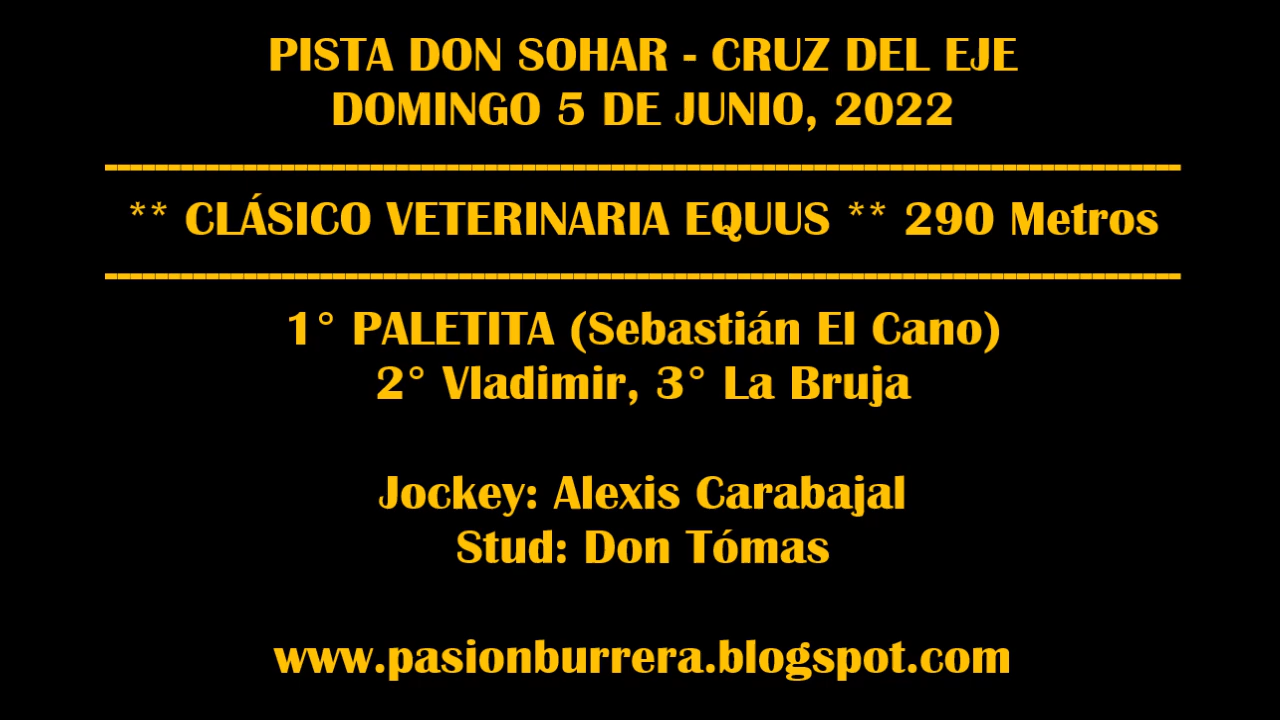 PISTA DON SOHAR - CRUZ DEL EJE
DOMINGO 5 DE JUNIO, 2022
** CLÁSICO VETERINARIA EQUUS ** 290 Metros
1° PALETITA (Sebastián El Cano)
2° Vladimir, 3° La Bruja
Jockey: Alexis Carabajal
Stud: Don Tómas
www.pasionburrera.blogspot.com